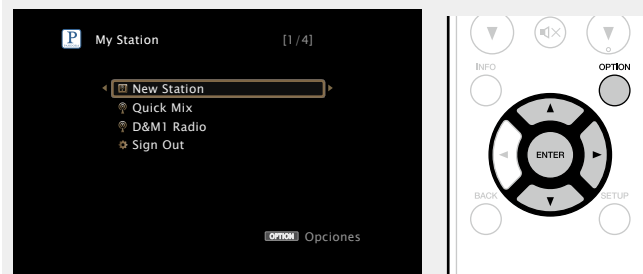 P My Station [1/4]
New Station
Quick Mix
D&M1 Radio
Sign Out
OPTION Opciones
INFO OPTION
ENTER
BACK SETUP